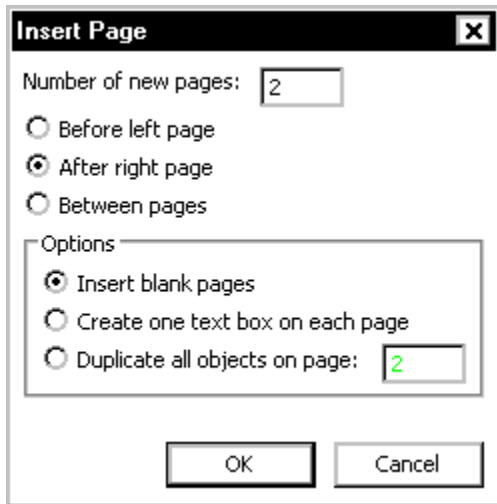 Insert Page
Number of new pages: 2
Before left page
After right page
Between pages
Options
Insert blank pages
Create one text box on each page
Duplicate all objects on page: 2
OK Cancel